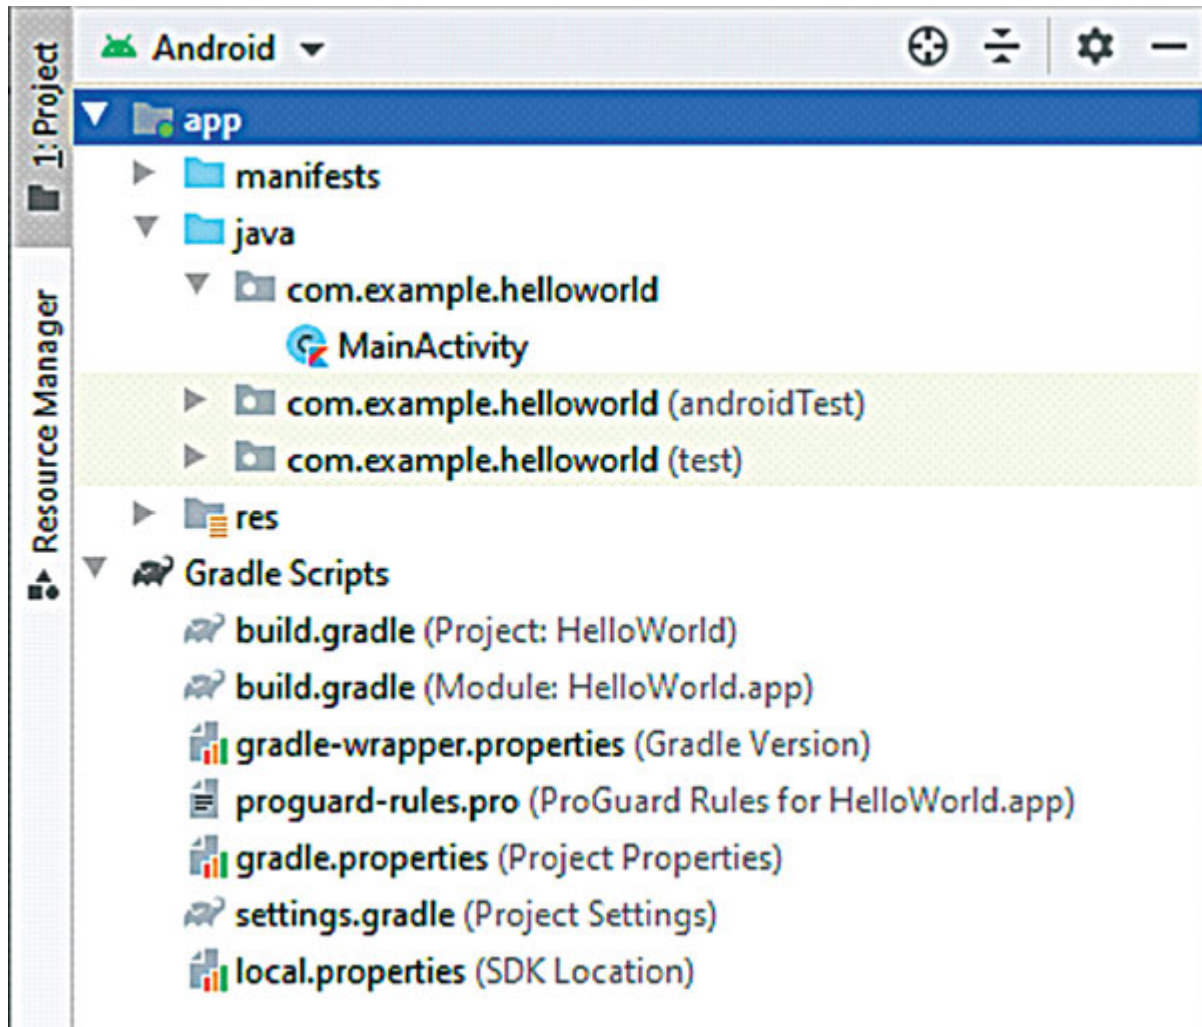 1: Project
Resource Manager
Android
app
manifests
java
com.example.helloworld
MainActivity
com.example.helloworld (androidTest)
com.example.helloworld (test)
res
Gradle Scripts
build.gradle (Project: HelloWorld)
build.gradle (Module: HelloWorld.app)
gradle-wrapper.properties (Gradle Version)
proguard-rules.pro (ProGuard Rules for HelloWorld.app)
gradle.properties (Project Properties)
settings.gradle (Project Settings)
local.properties (SDK Location)